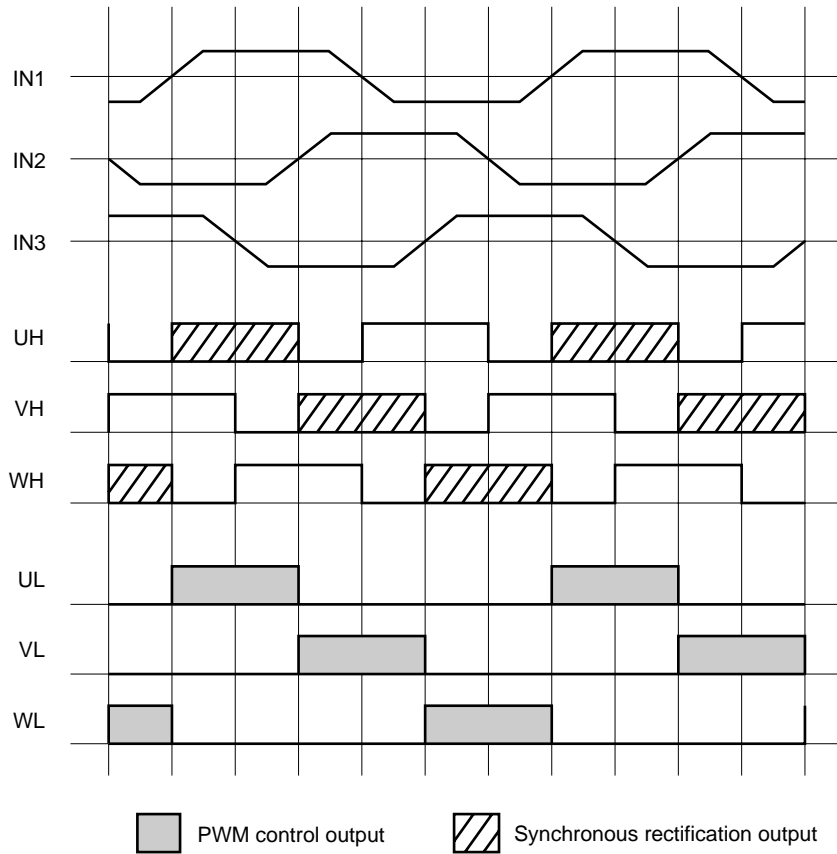 IN1
IN2
IN3
UH
VH
WH
UL
VL
WL
PWM control output
Synchronous rectification output